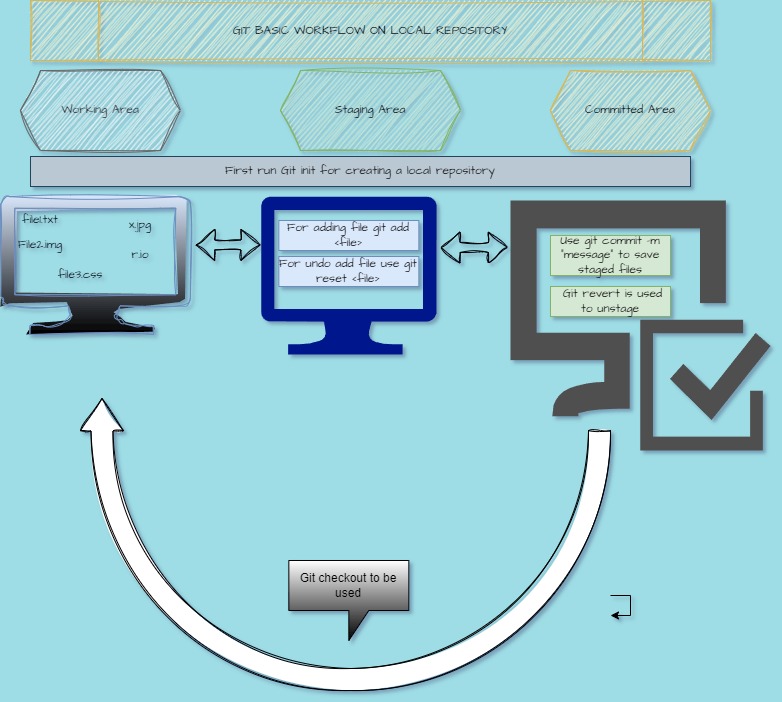 GIT BASIC WORKFLOW ON LOCAL REPOSITORY
Working Area
Staging Area
Committed Area
First run Git init for creating a local repository
file1.txt
x.jpg
File2.img
r.io
file3.css
For adding file git add
<file>
For undo add file use git
reset <file>
Use git commit -m
"message" to save
staged files
Git revert is used
to unstage
Git checkout to be
used